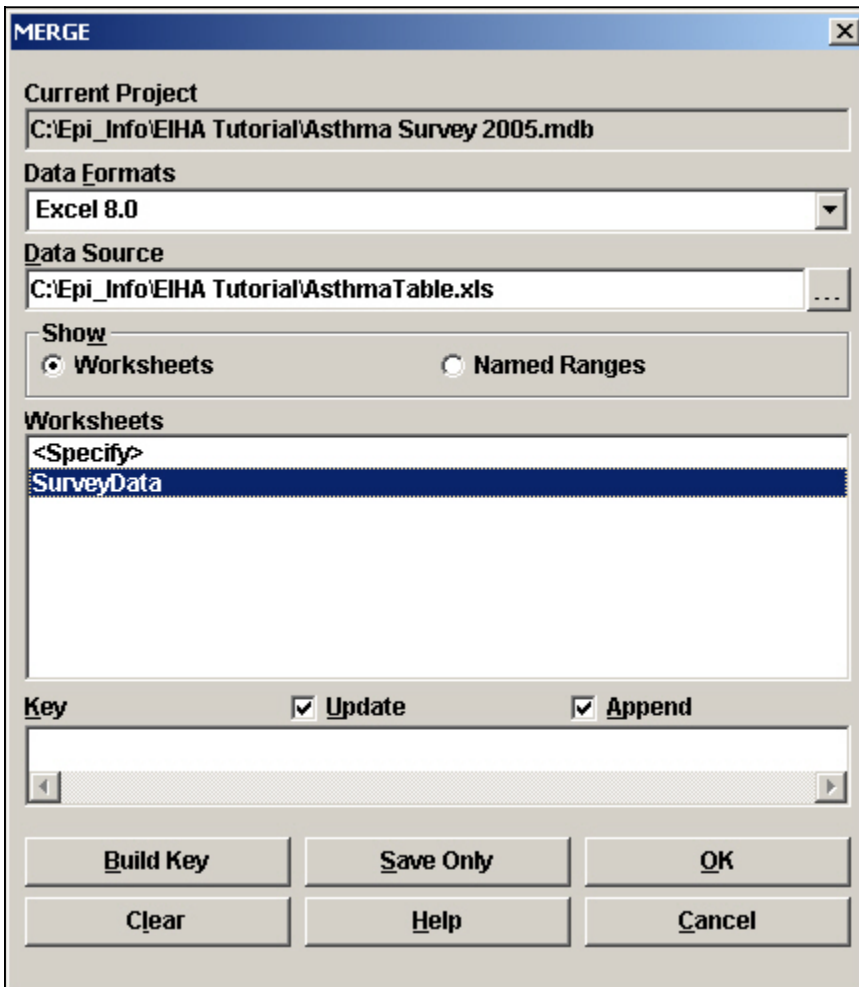 MERGE
Current Project
C:\Epi_Info\EIHA Tutorial\Asthma Survey 2005.mdb
Data Formats
Excel 8.0
Data Source
C:\Epi_Info\EIHA Tutorial\AsthmaTable.xls
...
Show
Worksheets Named Ranges
Worksheets
<Specify>
SurveyData
Key Update Append
Build Key Save Only OK
Clear Help Cancel